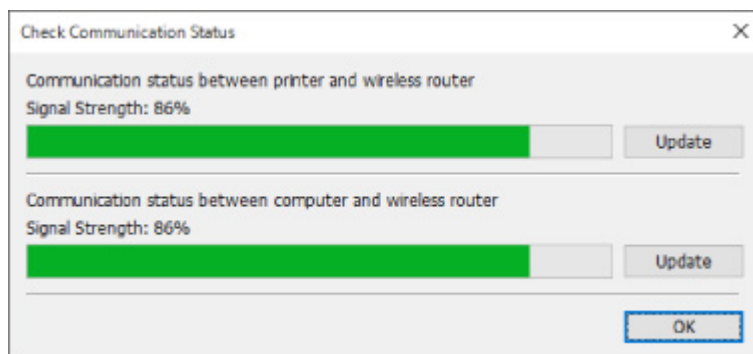 Check Communication Status
Communication status between printer and wireless router
Signal Strength: 86%
Update
Communication status between computer and wireless router
Signal Strength: 86%
Update
OK